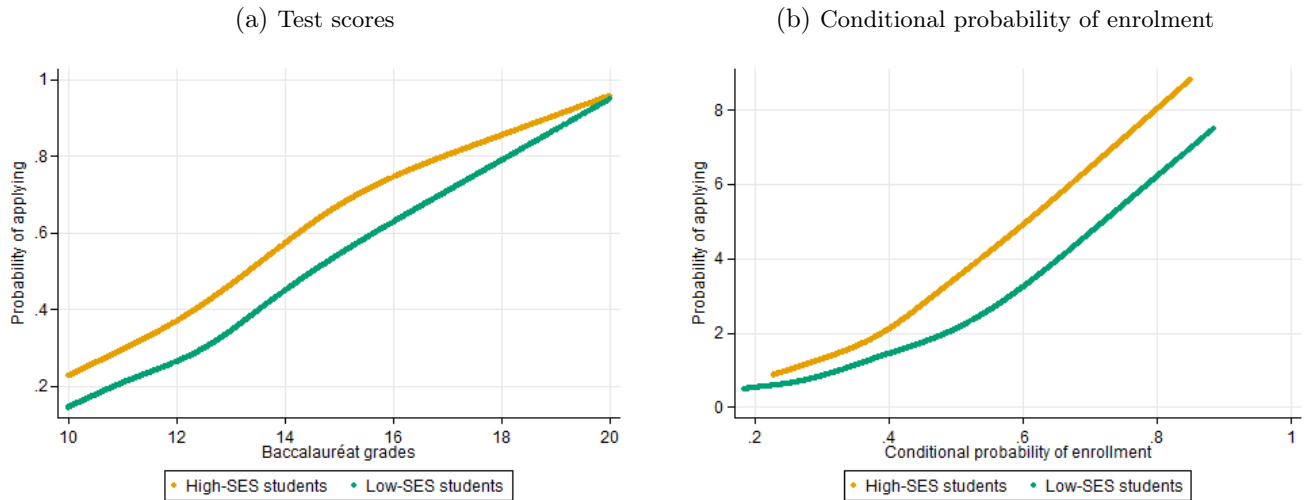 (a) Test scores
1
.8
.6
.4
.2
Probability of applying
10 12 14 16 18 20
Baccalauréat grades
High-SES students Low-SES students
(b) Conditional probability of enrolment
8
6
4
2
0
Probability of applying
.2 .4 .6 .8 1
Conditional probability of enrollment
High-SES students Low-SES students